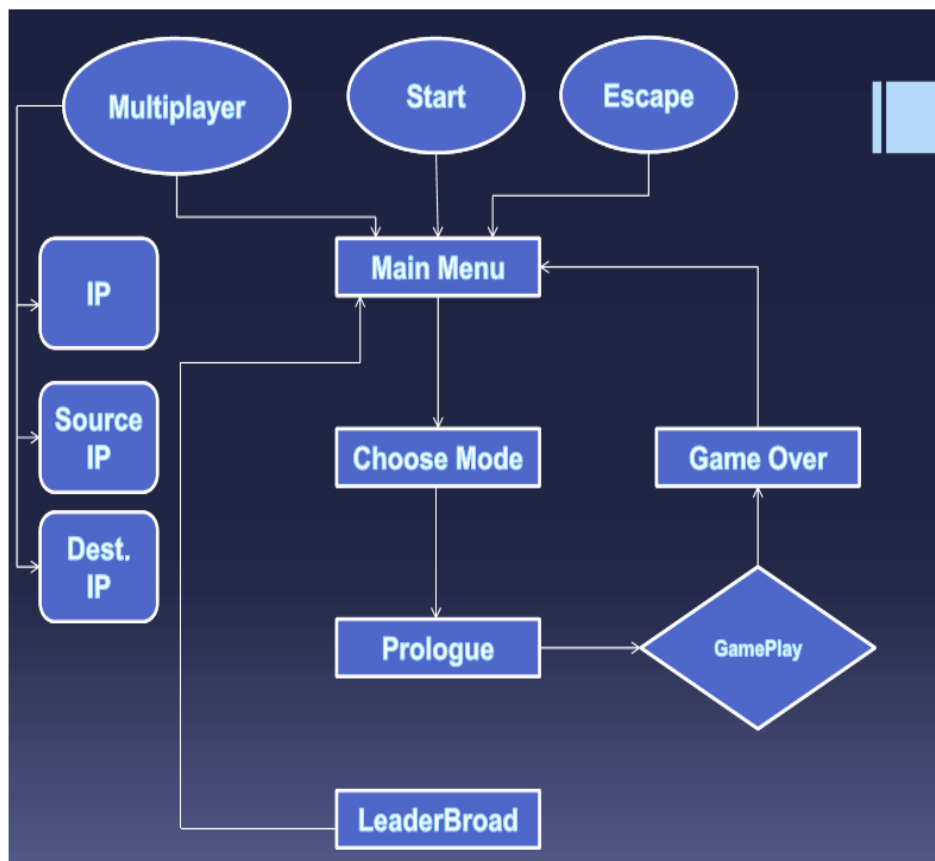 Multiplayer
Start
Escape
IP
Main Menu
Source
IP
Choose Mode
Game Over
Dest.
IP
Prologue
GamePlay
LeaderBroad